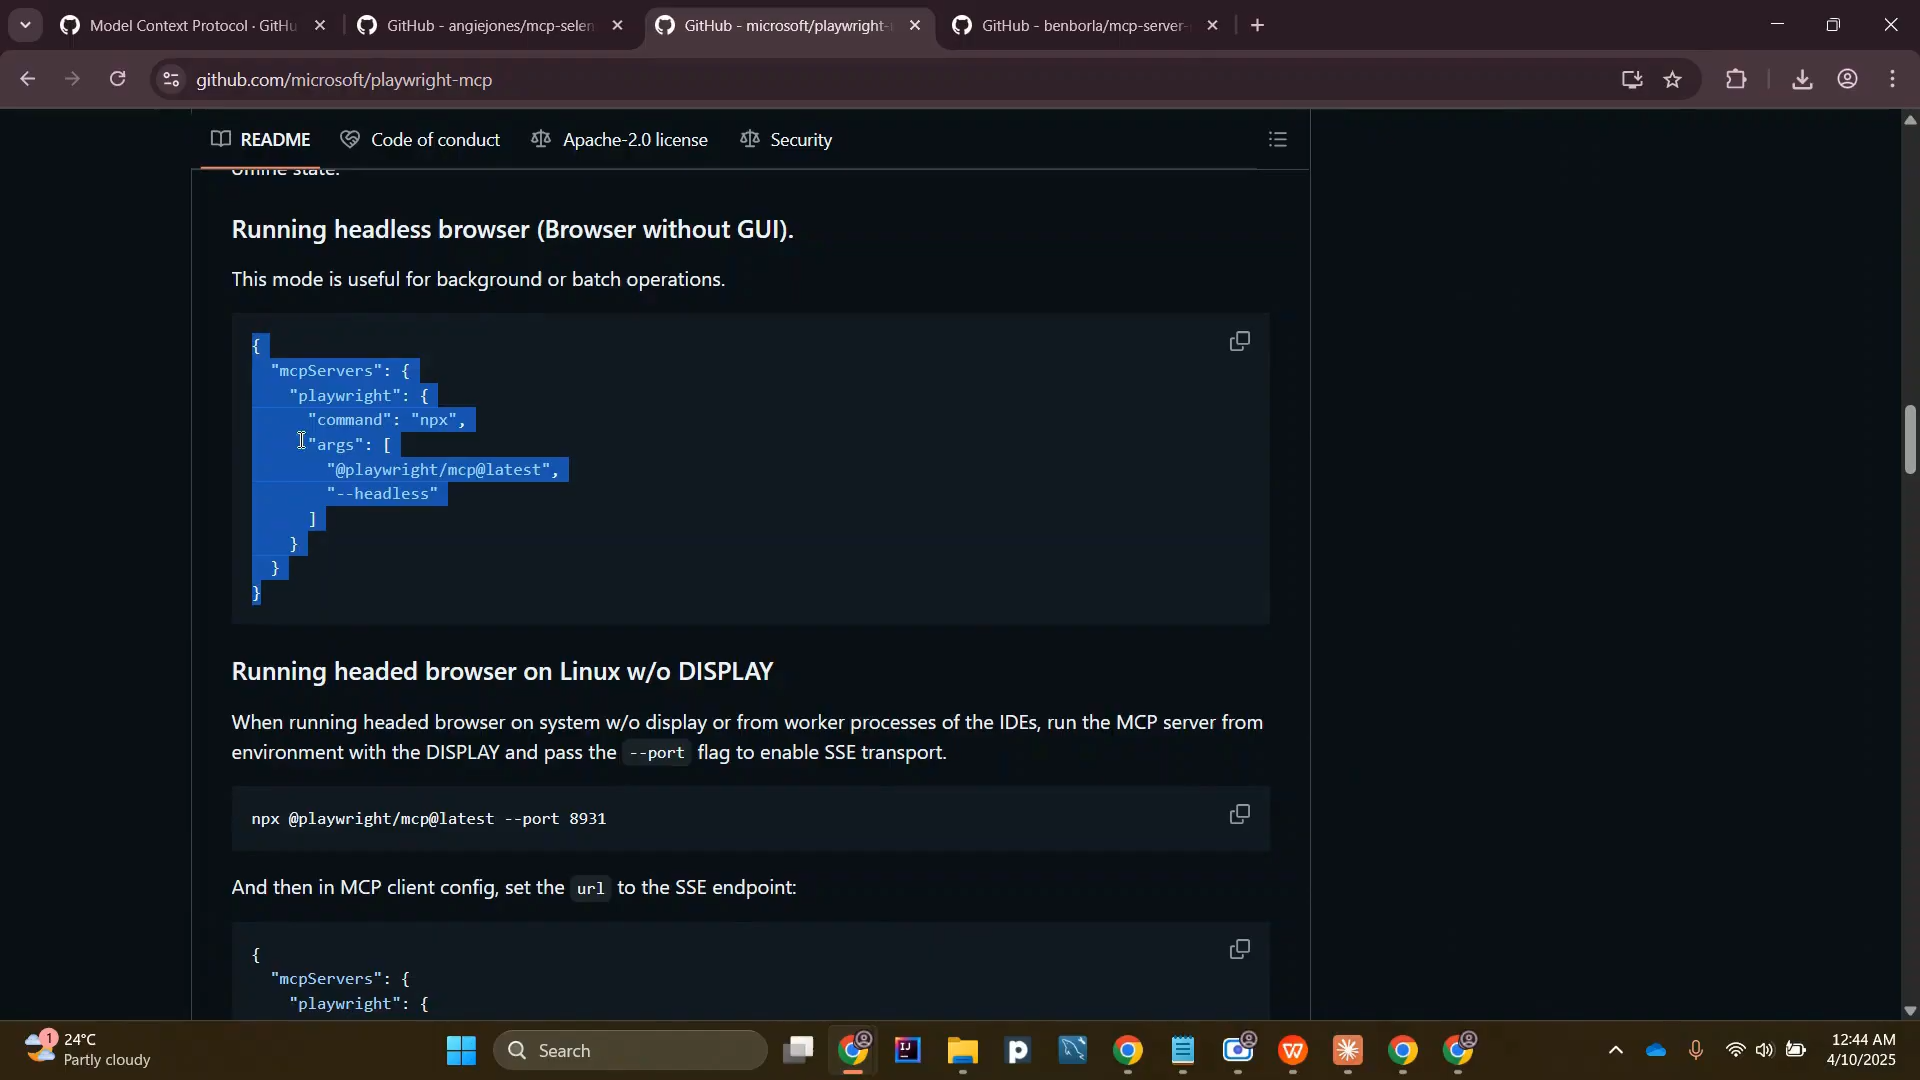 Model Context Protocol - GitHu
GitHub - angiejones/mcp-selen
GitHub - microsoft/playwright-
GitHub - benborla/mcp-server-
github.com/microsoft/playwright-mcp
README
Code of conduct
Apache-2.0 license
Security
offline state.
Running headless browser (Browser without GUI).
This mode is useful for background or batch operations.
{
"mcpServers": {
"playwright": {
"command": "npx",
"args": [
"@playwright/mcp@latest",
"--headless"
]
}
}
}
Running headed browser on Linux w/o DISPLAY
When running headed browser on system w/o display or from worker processes of the IDEs, run the MCP server from
environment with the DISPLAY and pass the --port flag to enable SSE transport.
npx @playwright/mcp@latest --port 8931
And then in MCP client config, set the url to the SSE endpoint:
{
"mcpServers": {
"playwright": {
1
24°C
Partly cloudy
Search
12:44 AM
4/10/2025